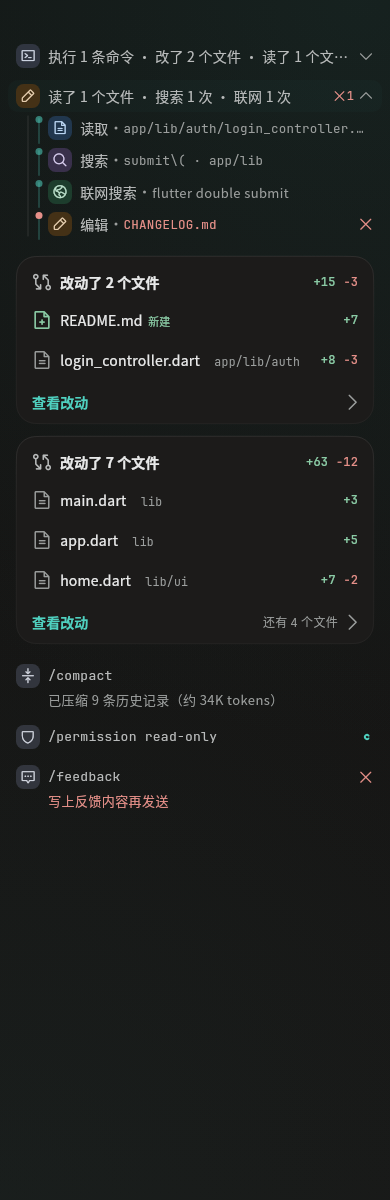 执行 1 条命令 · 改了 2 个文件 · 读了 1 个文…
读了 1 个文件 · 搜索 1 次 · 联网 1 次 ×1
读取 · app/lib/auth/login_controller.…
搜索 · submit\( · app/lib
联网搜索 · flutter double submit
编辑 · CHANGELOG.md
改动了 2 个文件 +15 -3
README.md 新建 +7
login_controller.dart app/lib/auth +8 -3
查看改动
改动了 7 个文件 +63 -12
main.dart lib +3
app.dart lib +5
home.dart lib/ui +7 -2
查看改动 还有 4 个文件
/compact
已压缩 9 条历史记录（约 34K tokens）
/permission read-only
/feedback
写上反馈内容再发送